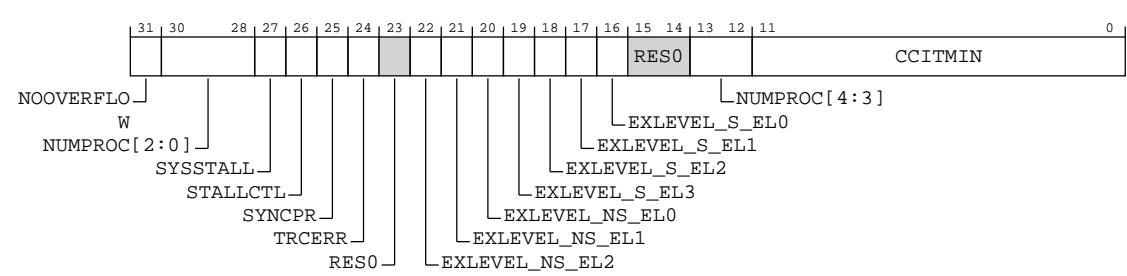 31 30 28 27 26 25 24 23 22 21 20 19 18 17 16 15 14 13 12 11 0
RES0 CCITMIN
NOOVERFLO NUMPROC[4:3]
W EXLEVEL_S_EL0
NUMPROC[2:0] EXLEVEL_S_EL1
SYSSTALL EXLEVEL_S_EL2
STALLCTL EXLEVEL_S_EL3
SYNCPR EXLEVEL_NS_EL0
TRCERR EXLEVEL_NS_EL1
RES0 EXLEVEL_NS_EL2